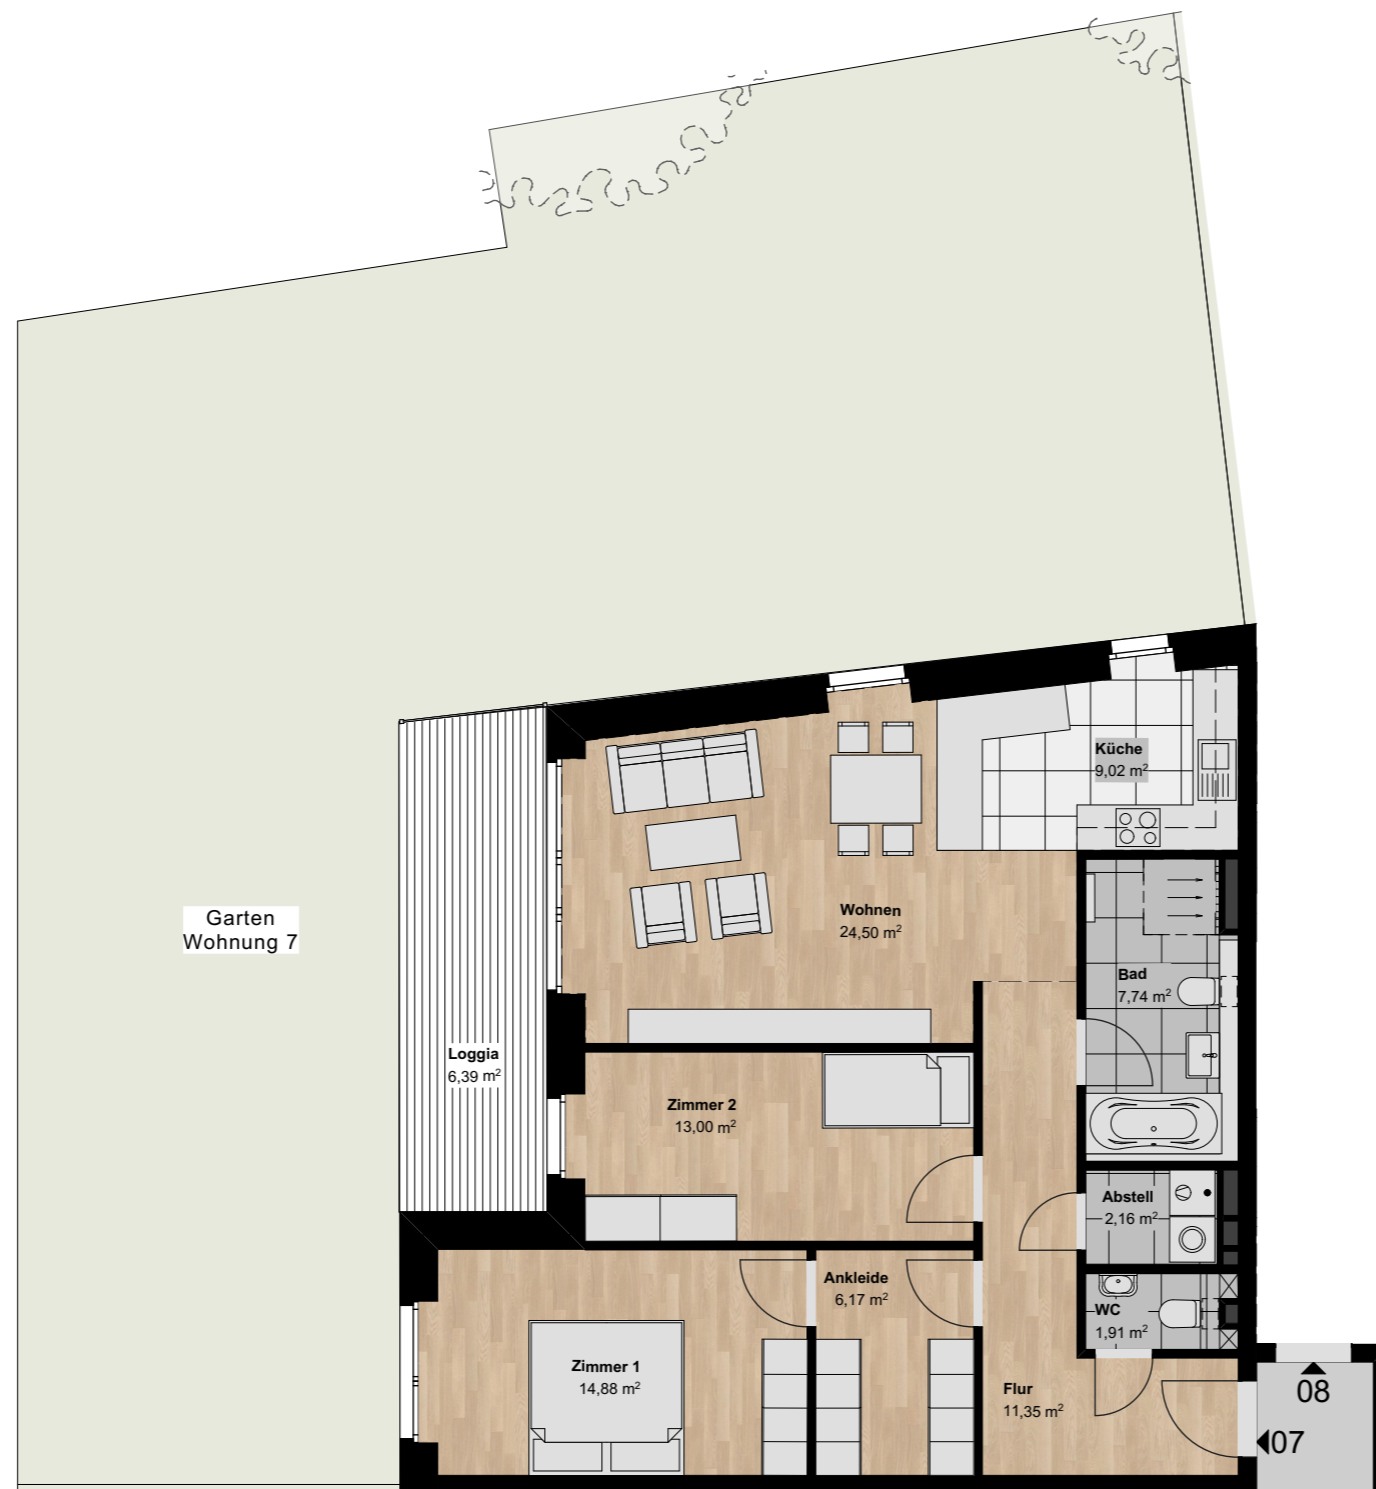 Küche
9,02 m²
Garten
Wohnung 7
Wohnen
24,50 m²
Bad
7,74 m²
Loggia
6,39 m²
Zimmer 2
13,00 m²
Abstell
2,16 m²
Ankleide
6,17 m²
WC
1,91 m²
Zimmer 1
14,88 m²
Flur
11,35 m²
08
07